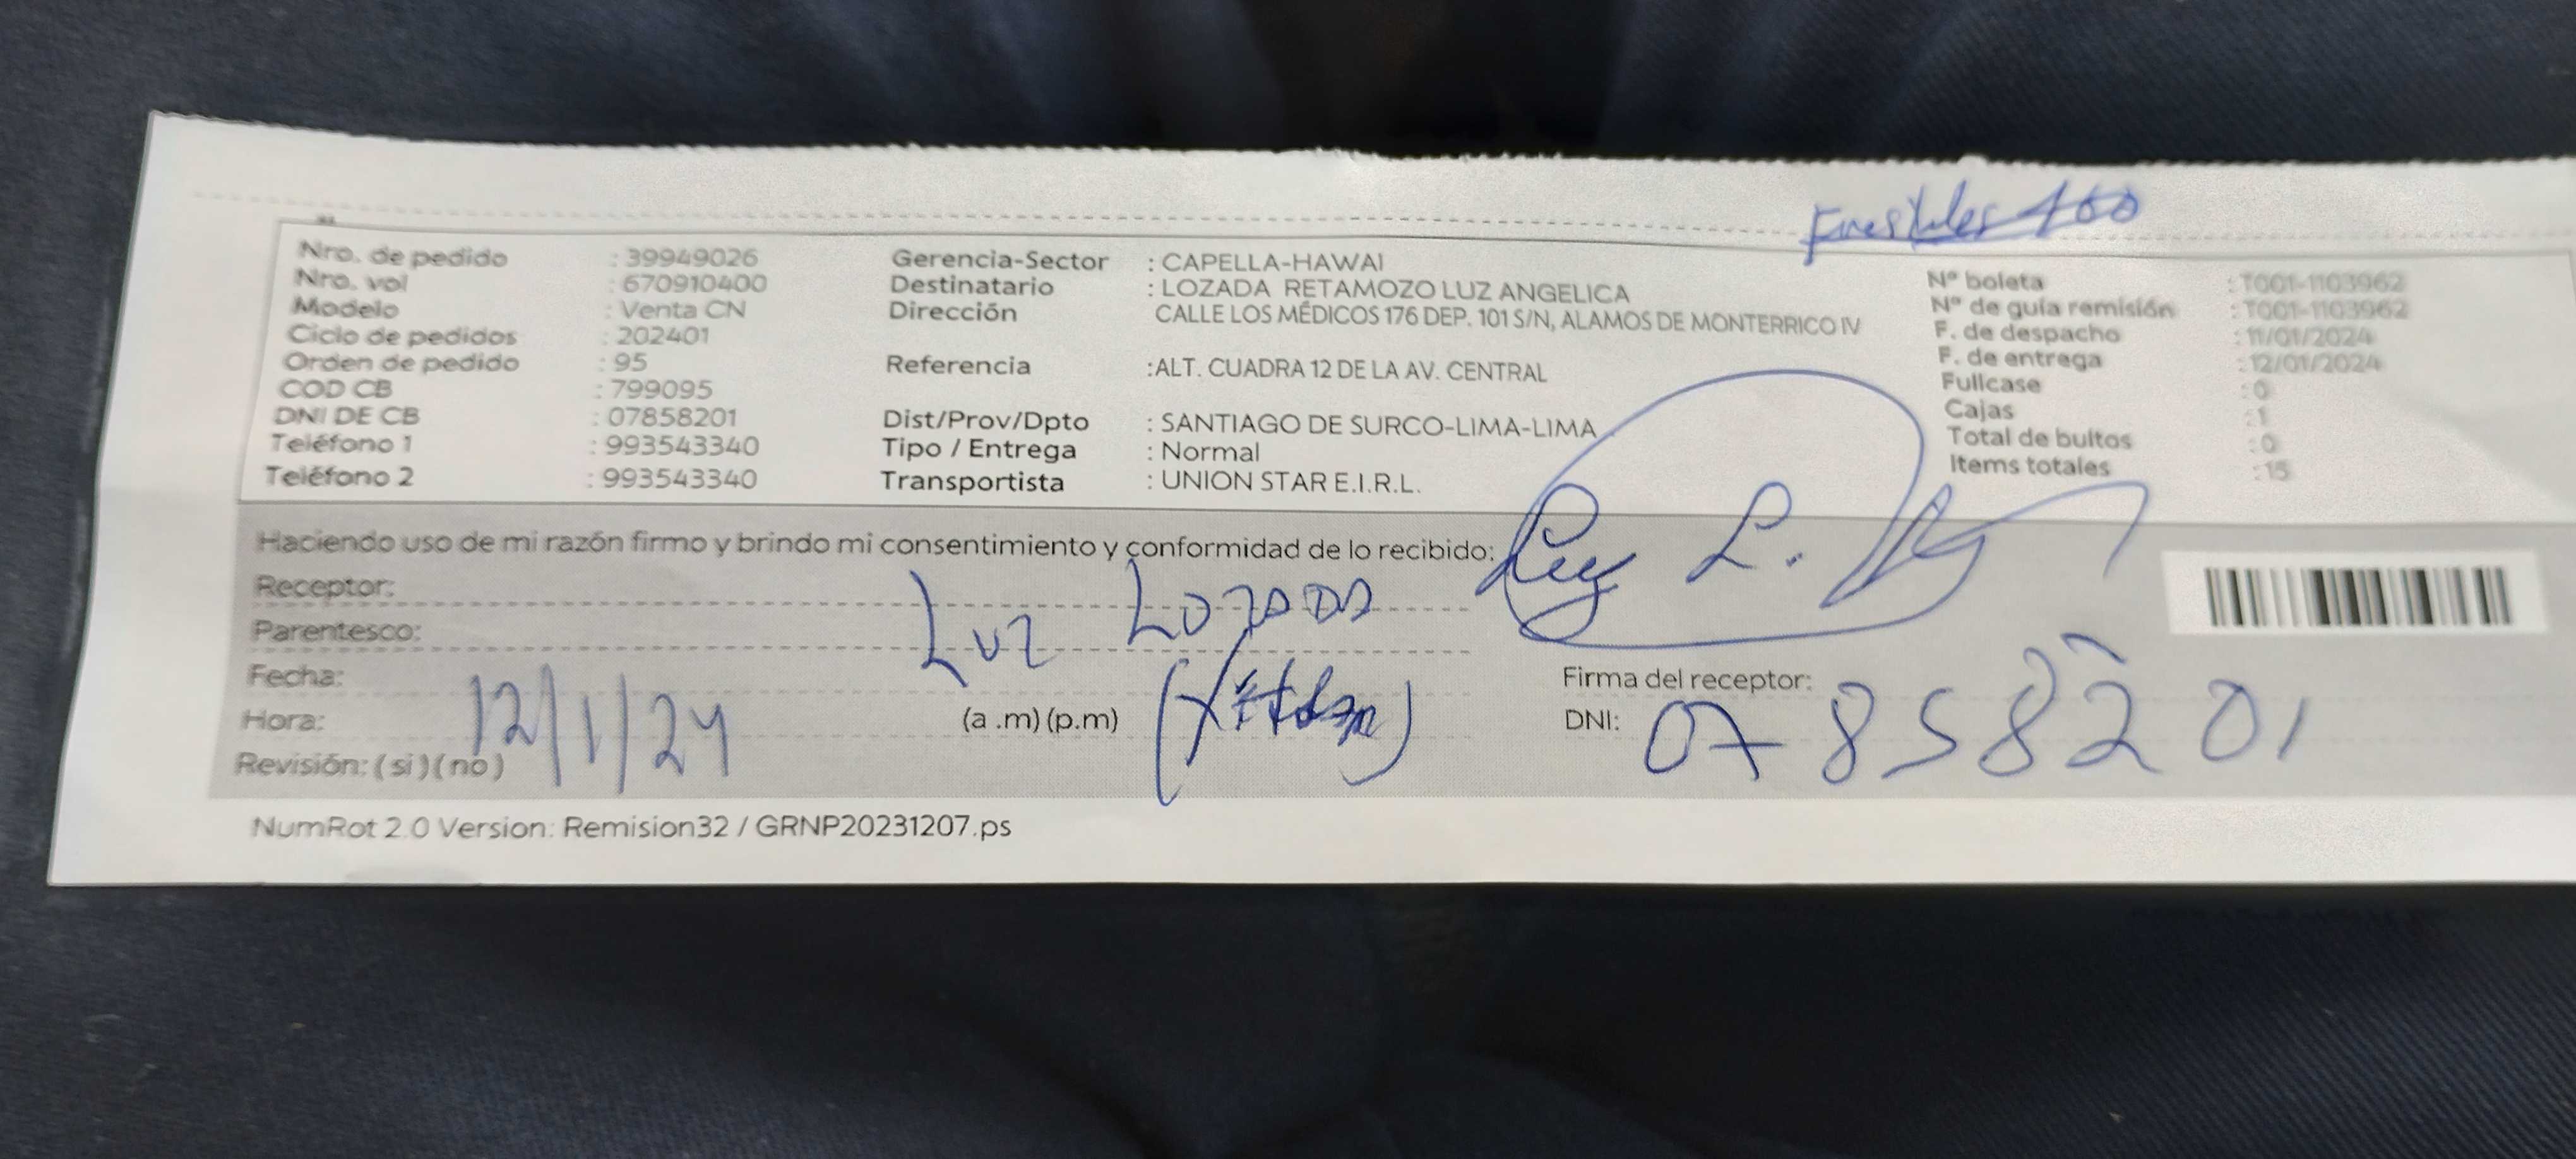 Nro. de pedido : 39949026
Nro. vol : 670910400
Modelo : Venta CN
Ciclo de pedidos : 202401
Orden de pedido : 95
COD CB : 799095
DNI DE CB : 07858201
Teléfono 1 : 993543340
Teléfono 2 : 993543340
Gerencia-Sector : CAPELLA-HAWAI
Destinatario : LOZADA RETAMOZO LUZ ANGELICA
Dirección CALLE LOS MÉDICOS 176 DEP. 101 S/N, ALAMOS DE MONTERRICO IV
Referencia :ALT. CUADRA 12 DE LA AV. CENTRAL
Dist/Prov/Dpto : SANTIAGO DE SURCO-LIMA-LIMA
Tipo / Entrega : Normal
Transportista : UNION STAR E.I.R.L.
Nº boleta : T001-1103962
Nº de guía remisión : T001-1103962
F. de despacho : 11/01/2024
F. de entrega : 12/01/2024
Fullcase : 0
Cajas : 1
Total de bultos : 0
Items totales : 15
Haciendo uso de mi razón firmo y brindo mi consentimiento y conformidad de lo recibido:
Receptor: Luz Lozada
Parentesco:
Fecha: 12/1/24
Hora: (a .m) (p.m)
Revisión: ( si ) ( no )
Firma del receptor:
DNI: 07858201
NumRot 2.0 Version: Remision32 / GRNP20231207.ps